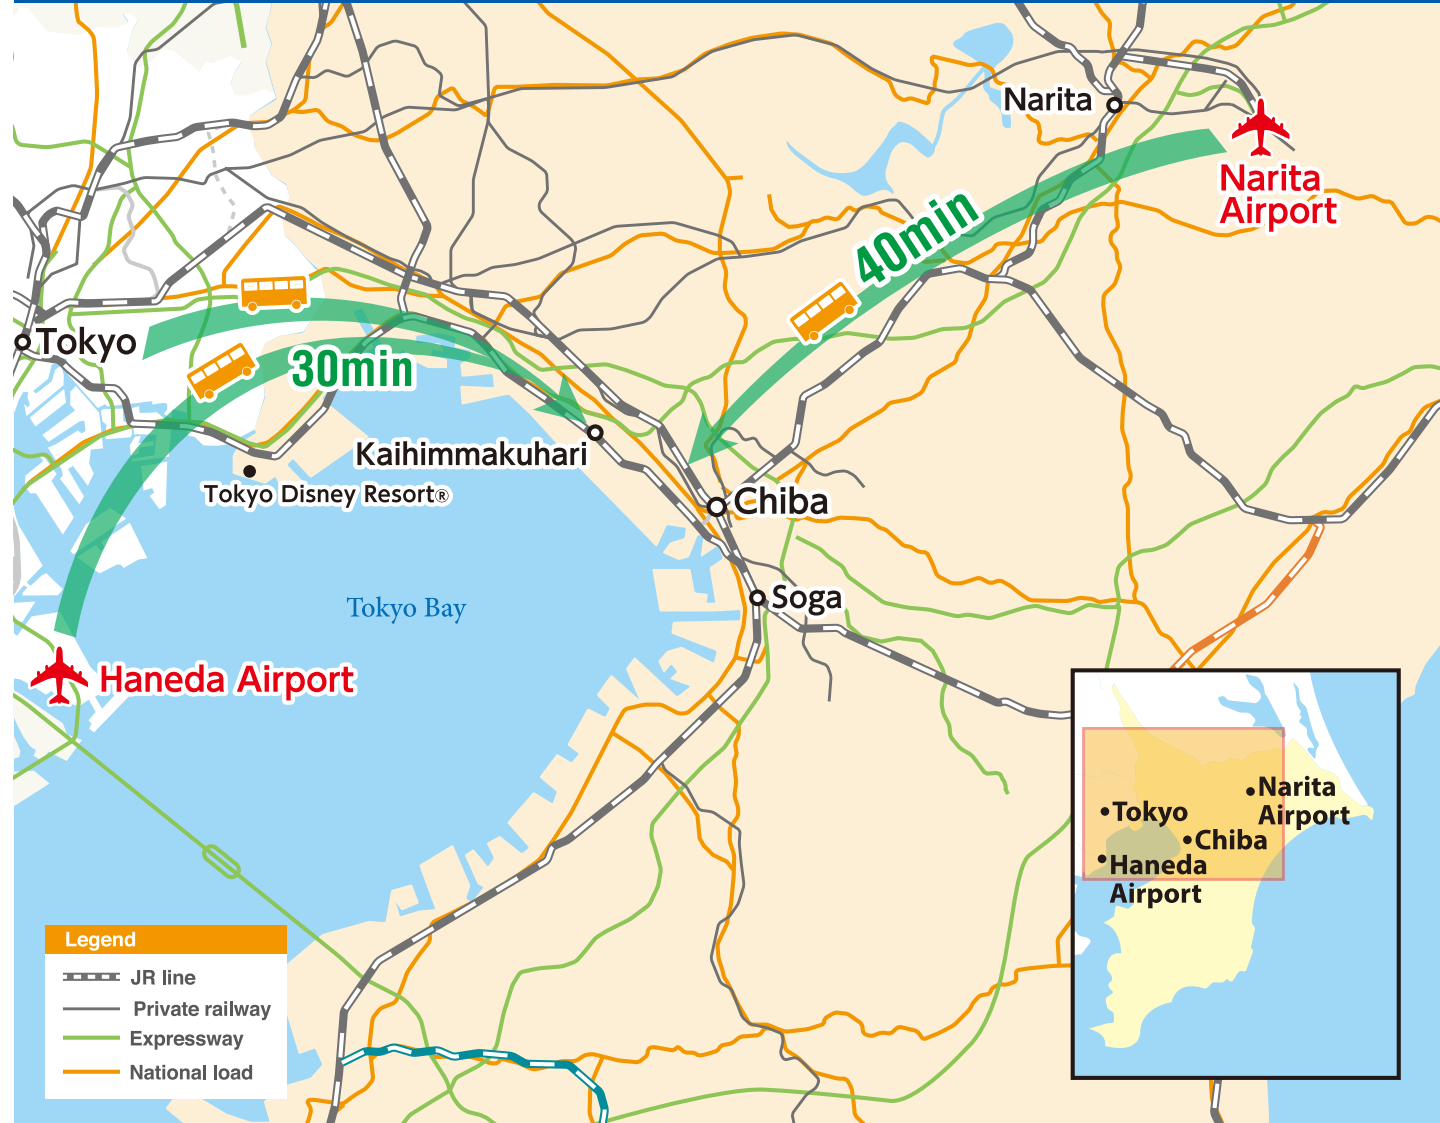 Narita
Narita
Airport
40min
Tokyo
30min
Kaihimmakuhari
Tokyo Disney Resort®
Chiba
Soga
Tokyo Bay
Haneda Airport
Legend
JR line
Private railway
Expressway
National load
Narita
Airport
Tokyo
Chiba
Haneda
Airport